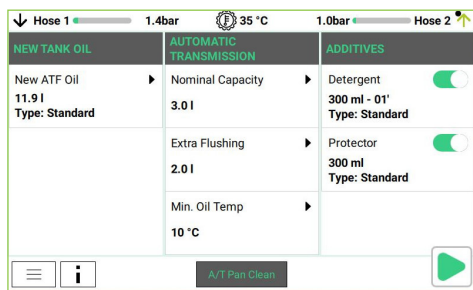 Hose 1 1.4bar 35 °C 1.0bar Hose 2
NEW TANK OIL
New ATF Oil
11.9 l
Type: Standard
AUTOMATIC
TRANSMISSION
Nominal Capacity
3.0 l
Extra Flushing
2.0 l
Min. Oil Temp
10 °C
ADDITIVES
Detergent
300 ml - 01'
Type: Standard
Protector
300 ml
Type: Standard
i
A/T Pan Clean